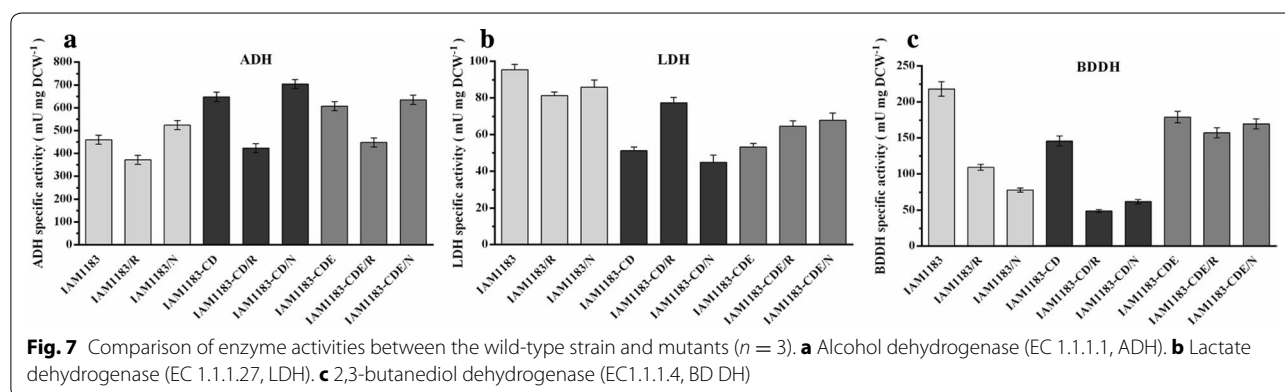 a
ADH
ADH specific activity ( mU mg DCW-1)
800
700
600
500
400
300
200
100
0
IAM1183
IAM1183/R
IAM1183/N
IAM1183-CD
IAM1183-CD/R
IAM1183-CD/N
IAM1183-CDE
IAM1183-CDE/R
IAM1183-CDE/N
b
LDH
LDH specific activity ( mU mg DCW-1)
100
80
60
40
20
0
IAM1183
IAM1183/R
IAM1183/N
IAM1183-CD
IAM1183-CD/R
IAM1183-CD/N
IAM1183-CDE
IAM1183-CDE/R
IAM1183-CDE/N
c
BDDH
BDDH specific activity ( mU mg DCW-1)
250
200
150
100
50
0
IAM1183
IAM1183/R
IAM1183/N
IAM1183-CD
IAM1183-CD/R
IAM1183-CD/N
IAM1183-CDE
IAM1183-CDE/R
IAM1183-CDE/N
Fig. 7 Comparison of enzyme activities between the wild-type strain and mutants (n = 3). a Alcohol dehydrogenase (EC 1.1.1.1, ADH). b Lactate
dehydrogenase (EC 1.1.1.27, LDH). c 2,3-butanediol dehydrogenase (EC1.1.1.4, BD DH)